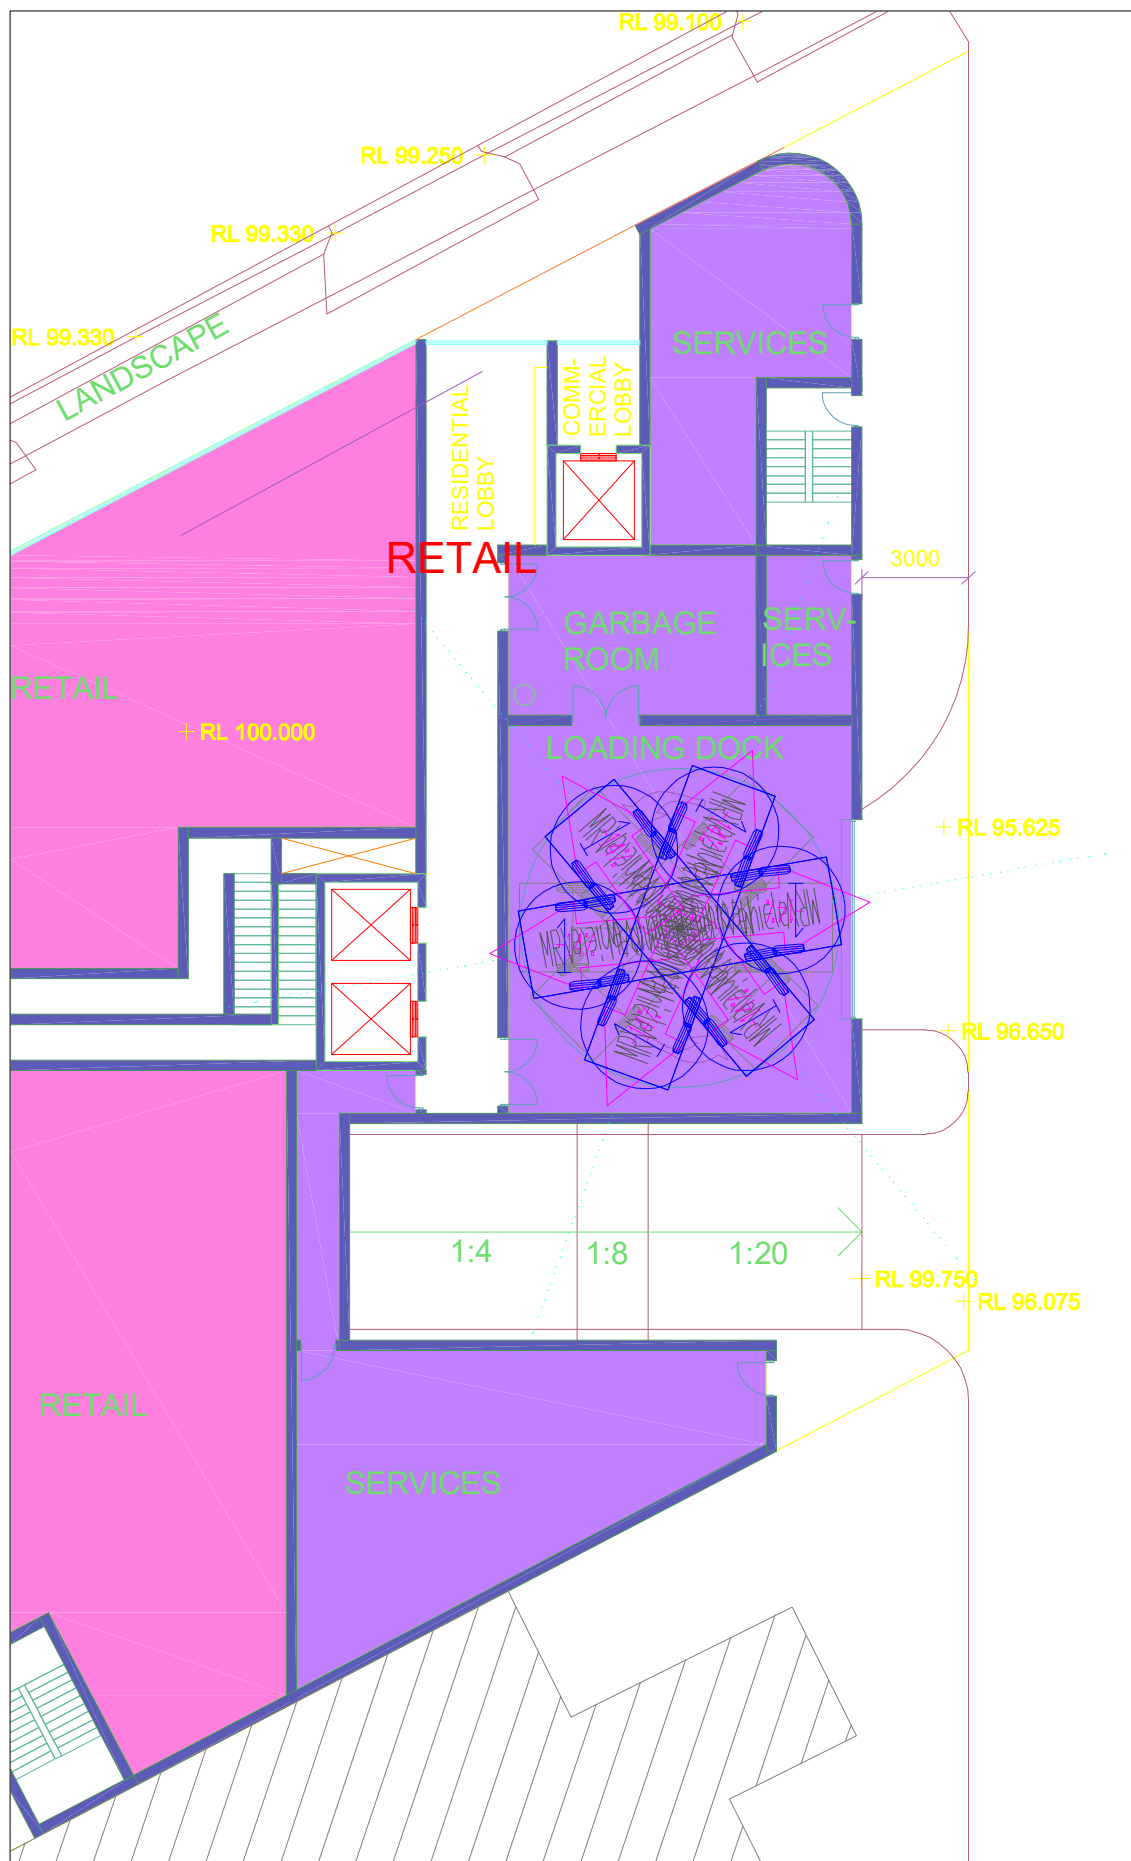 RL 99.100
RL 99.250
RL 99.330
RL 99.330
LANDSCAPE
SERVICES
COMM-
ERCIAL
LOBBY
RESIDENTIAL
LOBBY
RETAIL
3000
GARBAGE
ROOM
SERV-
ICES
RETAIL
RL 100.000
LOADING DOCK
RL 95.625
RL 96.650
1:4
1:8
1:20
RL 99.750
RL 96.075
RETAIL
SERVICES